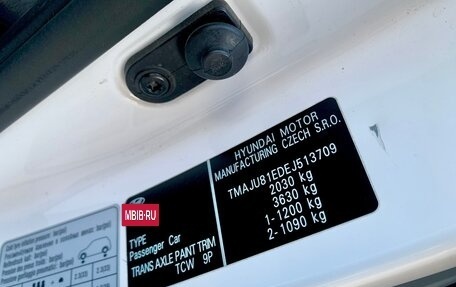 HYUNDAI MOTOR
MANUFACTURING CZECH S.R.O.
TMAJU81EDEJ513709
2030 kg
3630 kg
1-1200 kg
2-1090 kg
MBIB.RU
TYPE
Passenger Car
TRANS AXLE PAINT TRIM
TCW 9P